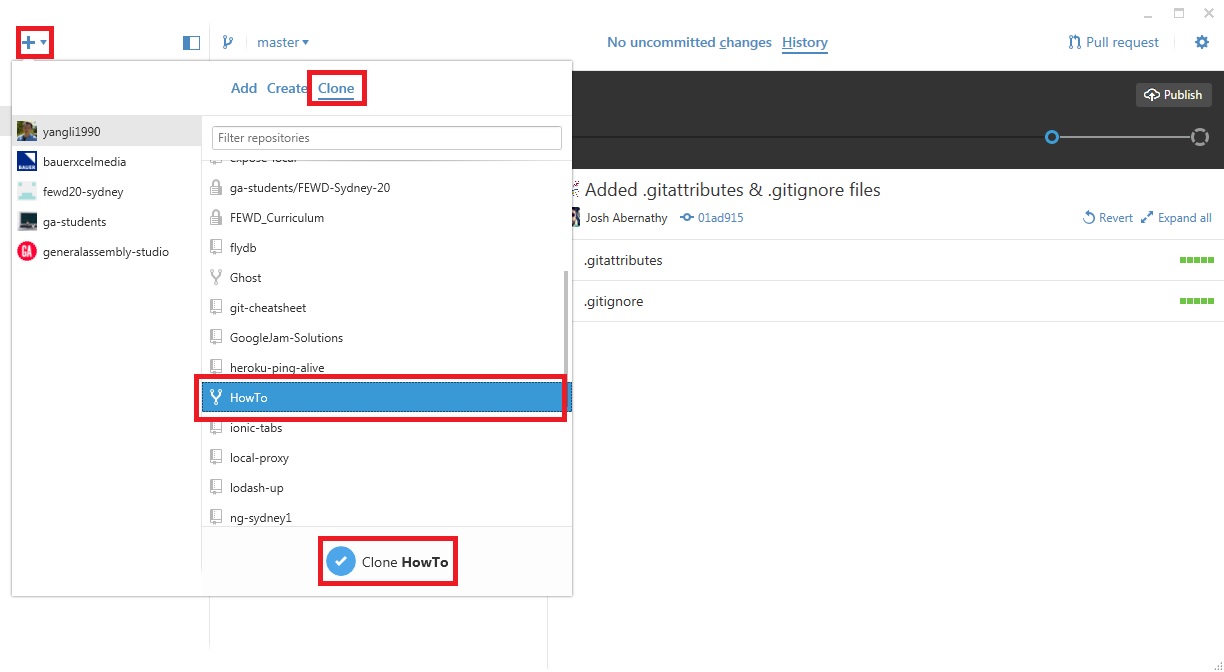 master
No uncommitted changes
History
Pull request
Add Create Clone
Publish
yangli1990
bauerxcelmedia
fewd20-sydney
ga-students
generalassembly-studio
Filter repositories
expose-local
ga-students/FEWD-Sydney-20
FEWD_Curriculum
flydb
Ghost
git-cheatsheet
GoogleJam-Solutions
heroku-ping-alive
HowTo
ionic-tabs
local-proxy
lodash-up
ng-sydney1
Clone HowTo
Added .gitattributes & .gitignore files
Josh Abernathy 01ad915
Revert Expand all
.gitattributes
.gitignore